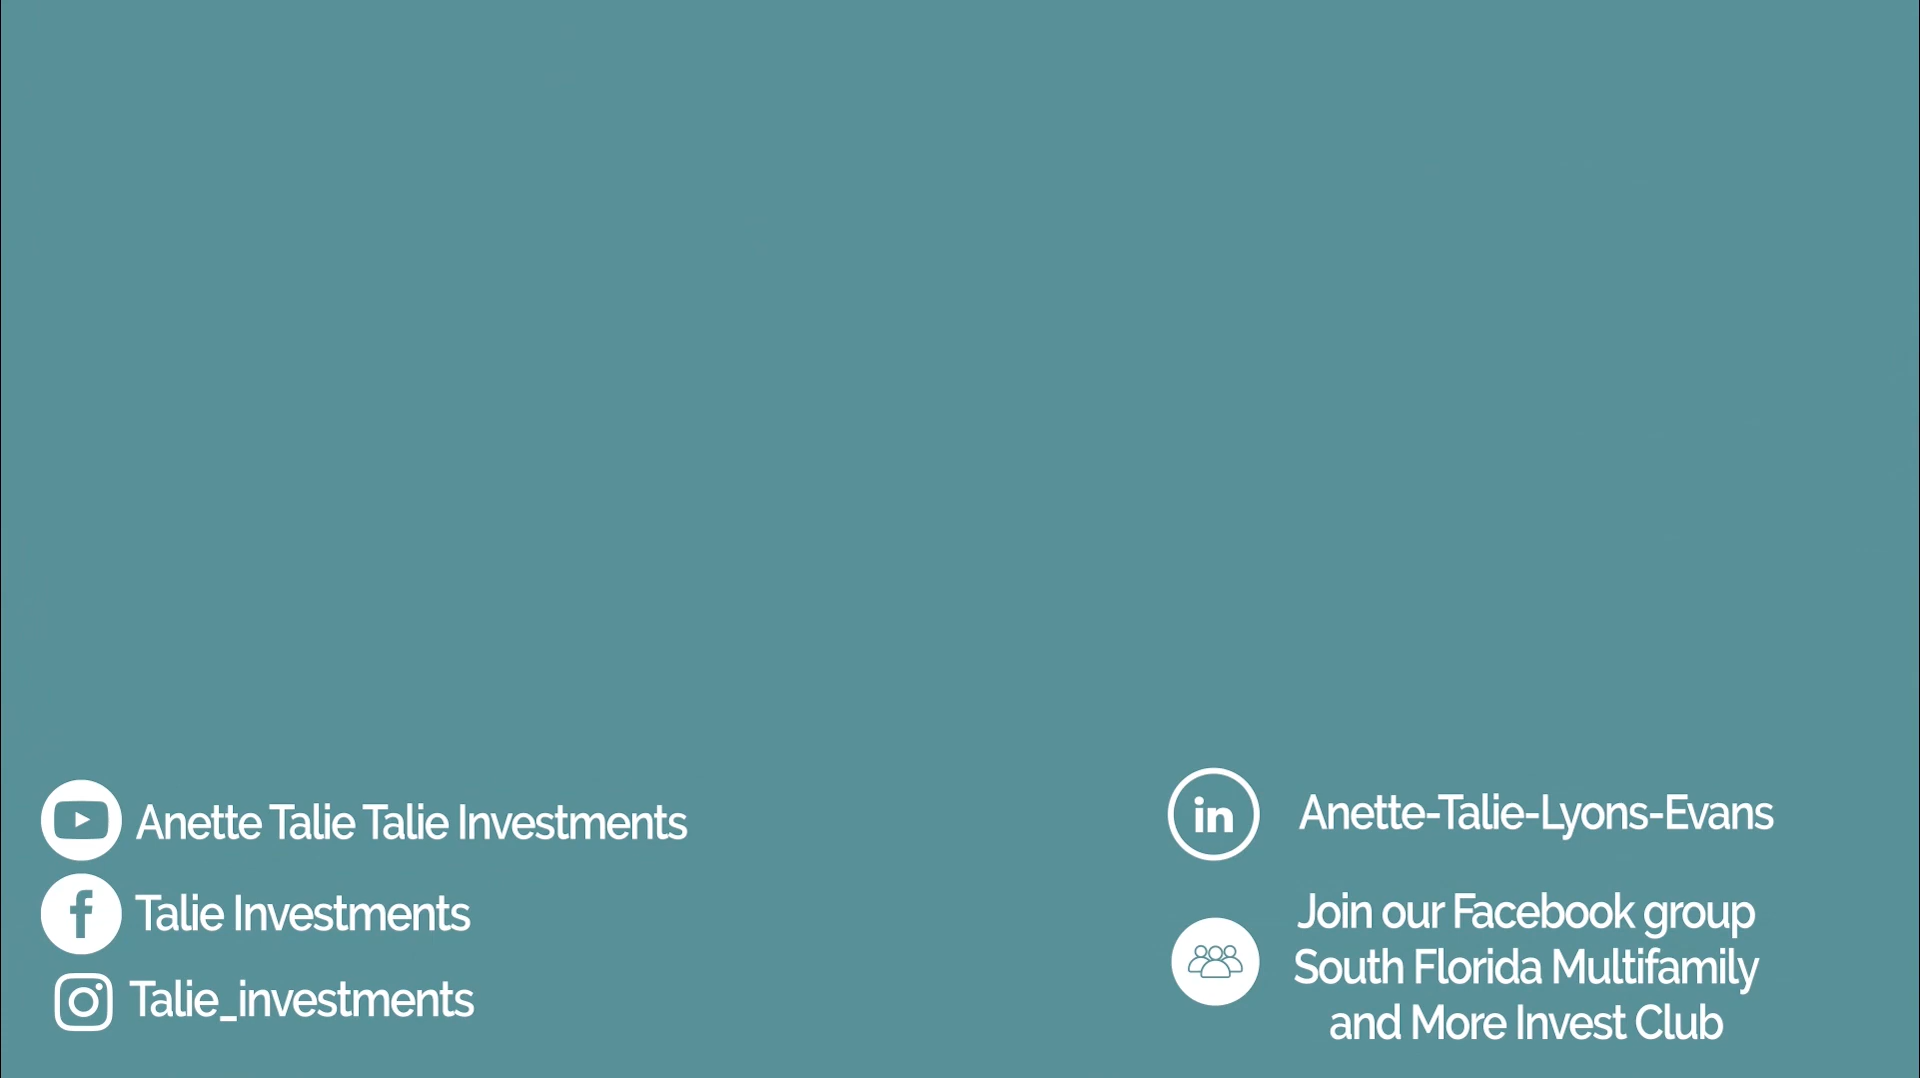 Anette Talie Talie Investments
Talie Investments
Talie_investments
in
Anette-Talie-Lyons-Evans
Join our Facebook group
South Florida Multifamily
and More Invest Club